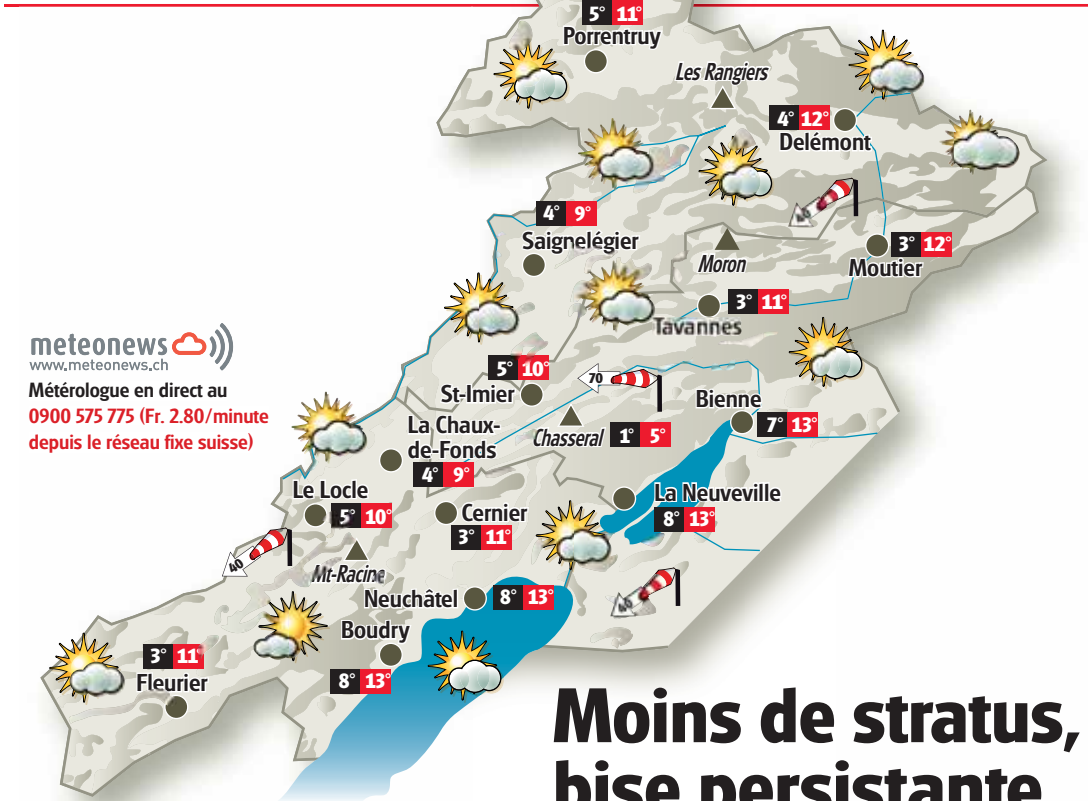 5° 11°
Porrentruy
Les Rangiers
4° 12°
Delémont
40
4° 9°
Saignelégier
Moron
3° 12°
Moutier
3° 11°
Tavannes
meteonews
www.meteonews.ch
Météorologue en direct au
0900 575 775 (Fr. 2.80/minute
depuis le réseau fixe suisse)
5° 10°
St-Imier
70
Bienne
7° 13°
Chasseral 1° 5°
La Chaux-
de-Fonds
4° 9°
Le Locle
5° 10°
Cernier
3° 11°
La Neuveville
8° 13°
40
Mt-Racine
Neuchâtel 8° 13°
40
Boudry
8° 13°
3° 11°
Fleurier
Moins de stratus,
bise persistante